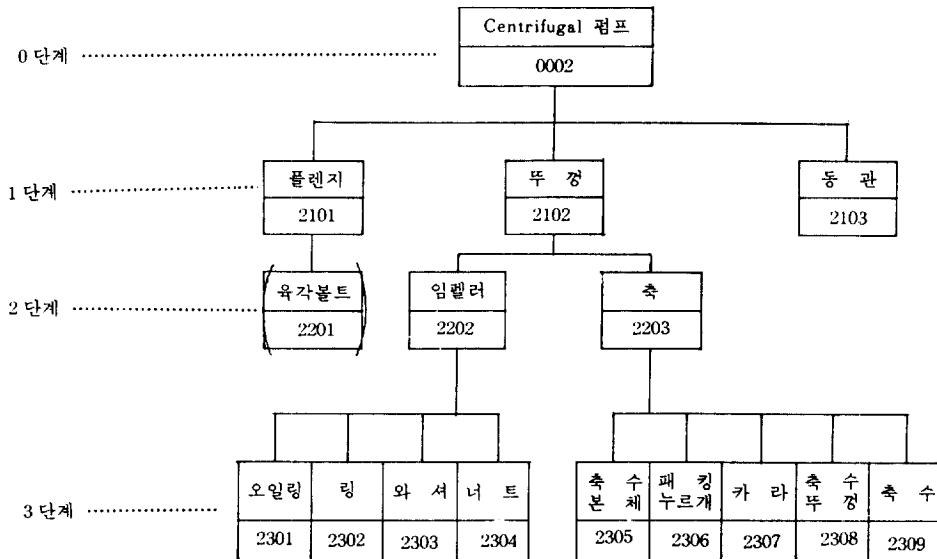 Centrifugal 펌프
0 단계
0002
플렌지
뚜 껑
동 관
1 단계
2101
2102
2103
육각볼트
임펠러
축
2 단계
2201
2202
2203
오일링
링
와 셔
너 트
축 수
본 체
패 킹
누르개
카 라
축 수
뚜 껑
축 수
3 단계
2301
2302
2303
2304
2305
2306
2307
2308
2309